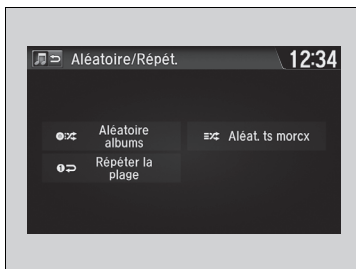 Aléatoire/Répét.
12:34
Aléatoire
albums
Aléat. ts morcx
Répéter la
plage